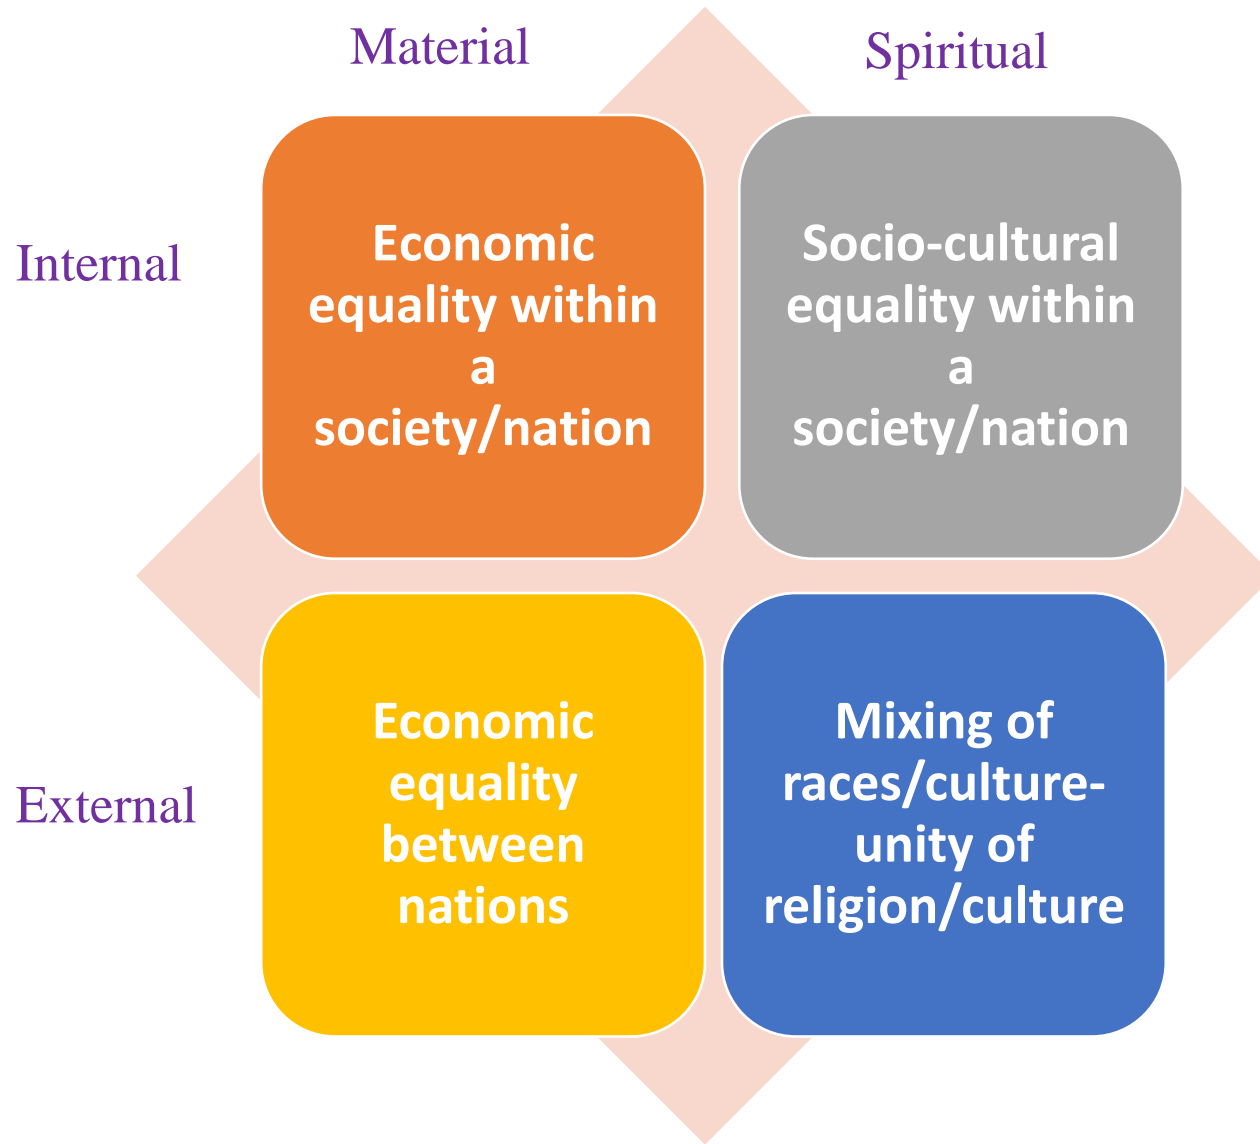 Material
Spiritual
Internal
Economic
equality within
a
society/nation
Socio-cultural
equality within
a
society/nation
External
Economic
equality
between
nations
Mixing of
races/culture-
unity of
religion/culture